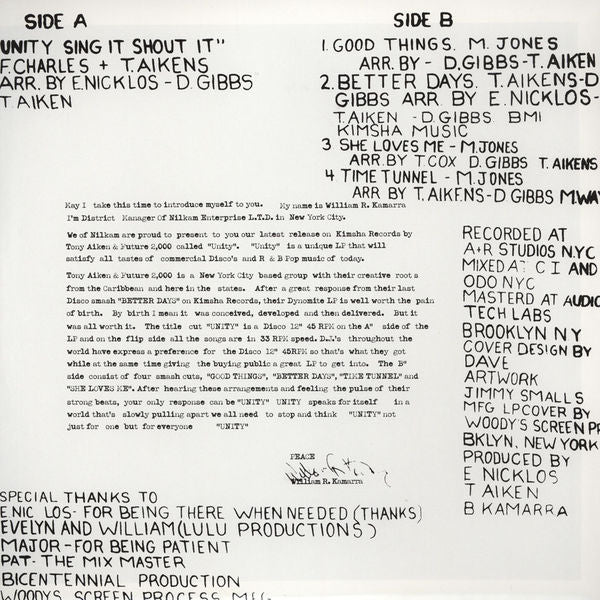 SIDE A
UNITY SING IT SHOUT IT"
F. CHARLES + T. AIKENS
ARR. BY E. NICKLOS - D. GIBBS
T. AIKEN
SIDE B
1. GOOD THINGS. M. JONES
ARR. BY - D. GIBBS - T. AIKEN
2. BETTER DAYS. T. AIKENS-D
GIBBS ARR. BY E. NICKLOS-
T. AIKEN - D. GIBBS BMI
KIMSHA MUSIC
3 SHE LOVES ME - M. JONES
ARR. BY T. COX D. GIBBS T. AIKENS
4 TIME TUNNEL - M. JONES
ARR BY T. AIKENS-D GIBBS M. WA
May I take this time to introduce myself to you. My name is William R. Kamarra
I'm District Manager Of Nilkam Enterprise L.T.D. in New York City.
We of Nilkam are proud to present to you our latest release on Kimsha Records by
Tony Aiken & Future 2,000 called "Unity". "Unity" is a unique LP that will
satisfy all tastes of commercial Disco's and R & B Pop music of today.
Tony Aiken & Future 2,000 is a New York City based group with their creative root s
from the Caribbean and here in the states. After a great response from their last
Disco smash "BETTER DAYS" on Kimsha Records, their Dynomite LP is well worth the pain
of birth. By birth I mean it was conceived, developed and then delivered. But it
was all worth it. The title cut "UNITY" is a Disco 12" 45 RPM on the A" side of the
LP and on the flip side all the songs are in 33 RPM speed. D.J.'s throughout the
world have express a preference for the Disco 12" 45RPM so that's what they got
while at the same time giving the buying public a great LP to get into. The B"
side consist of four smash cuts, "GOOD THINGS", "BETTER DAYS", "TIME TUNNEL" and
"SHE LOVES ME". After hearing these arrangements and feeling the pulse of their
strong beats, your only response can be "UNITY" UNITY speaks for itself in a
world that's slowly pulling apart we all need to stop and think "UNITY" not
just for one but for everyone "UNITY"
PEACE
William R. Kamarra
RECORDED AT
A+R STUDIOS N.Y.C
MIXED AT C I AND
ODO NYC
MASTERD AT AUDIO
TECH LABS
BROOKLYN NY
COVER DESIGN BY
DAVE
ARTWORK
JIMMY SMALLS
MFG LPCOVER BY
WOODY'S SCREEN PR
BKLYN, NEW YORK
PRODUCED BY
E NICKLOS
T AIKEN
B KAMARRA
SPECIAL THANKS TO
E.NIC LOS- FOR BEING THERE WHEN NEEDED (THANKS)
EVELYN AND WILLIAM (LULU PRODUCTIONS)
MAJOR - FOR BEING PATIENT
PAT- THE MIX MASTER
BICENTENNIAL PRODUCTION
WOODYS SCREEN PROCESS MFG